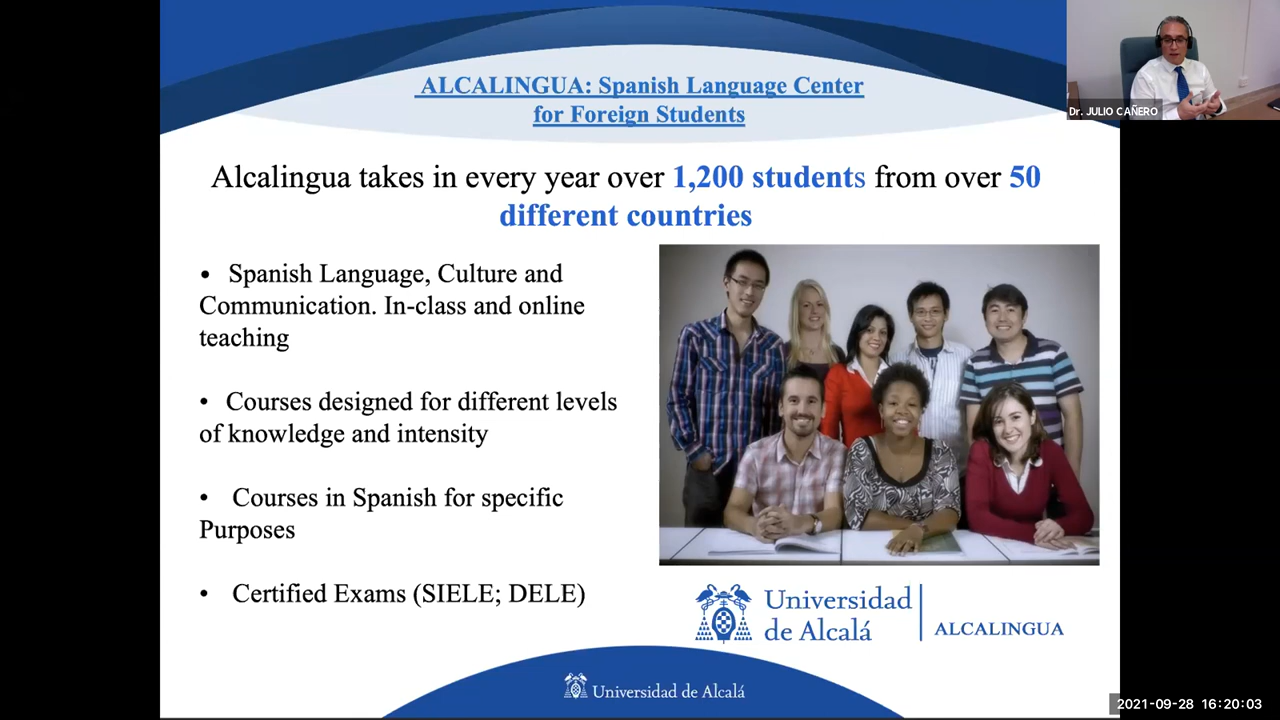 ALCALINGUA: Spanish Language Center
for Foreign Students
Dr. JULIO CAÑERO
Alcalingua takes in every year over 1,200 students from over 50
different countries
• Spanish Language, Culture and
Communication. In-class and online
teaching
• Courses designed for different levels
of knowledge and intensity
• Courses in Spanish for specific
Purposes
• Certified Exams (SIELE; DELE)
Universidad
de Alcalá
ALCALINGUA
Universidad de Alcalá
2021-09-28 16:20:03